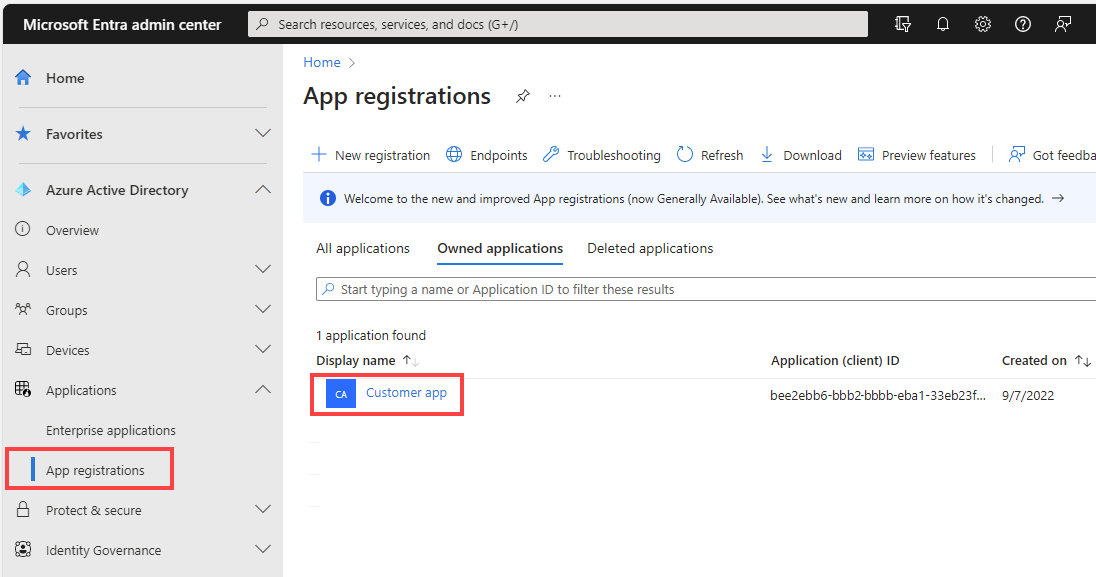 Microsoft Entra admin center
Search resources, services, and docs (G+/)
Home
Favorites
Azure Active Directory
Overview
Users
Groups
Devices
Applications
Enterprise applications
App registrations
Protect & secure
Identity Governance
Home
App registrations
New registration
Endpoints
Troubleshooting
Refresh
Download
Preview features
Got feedba
Welcome to the new and improved App registrations (now Generally Available). See what's new and learn more on how it's changed.
All applications
Owned applications
Deleted applications
Start typing a name or Application ID to filter these results
1 application found
Display name
Application (client) ID
Created on
CA
Customer app
bee2ebb6-bbb2-bbbb-eba1-33eb23f...
9/7/2022